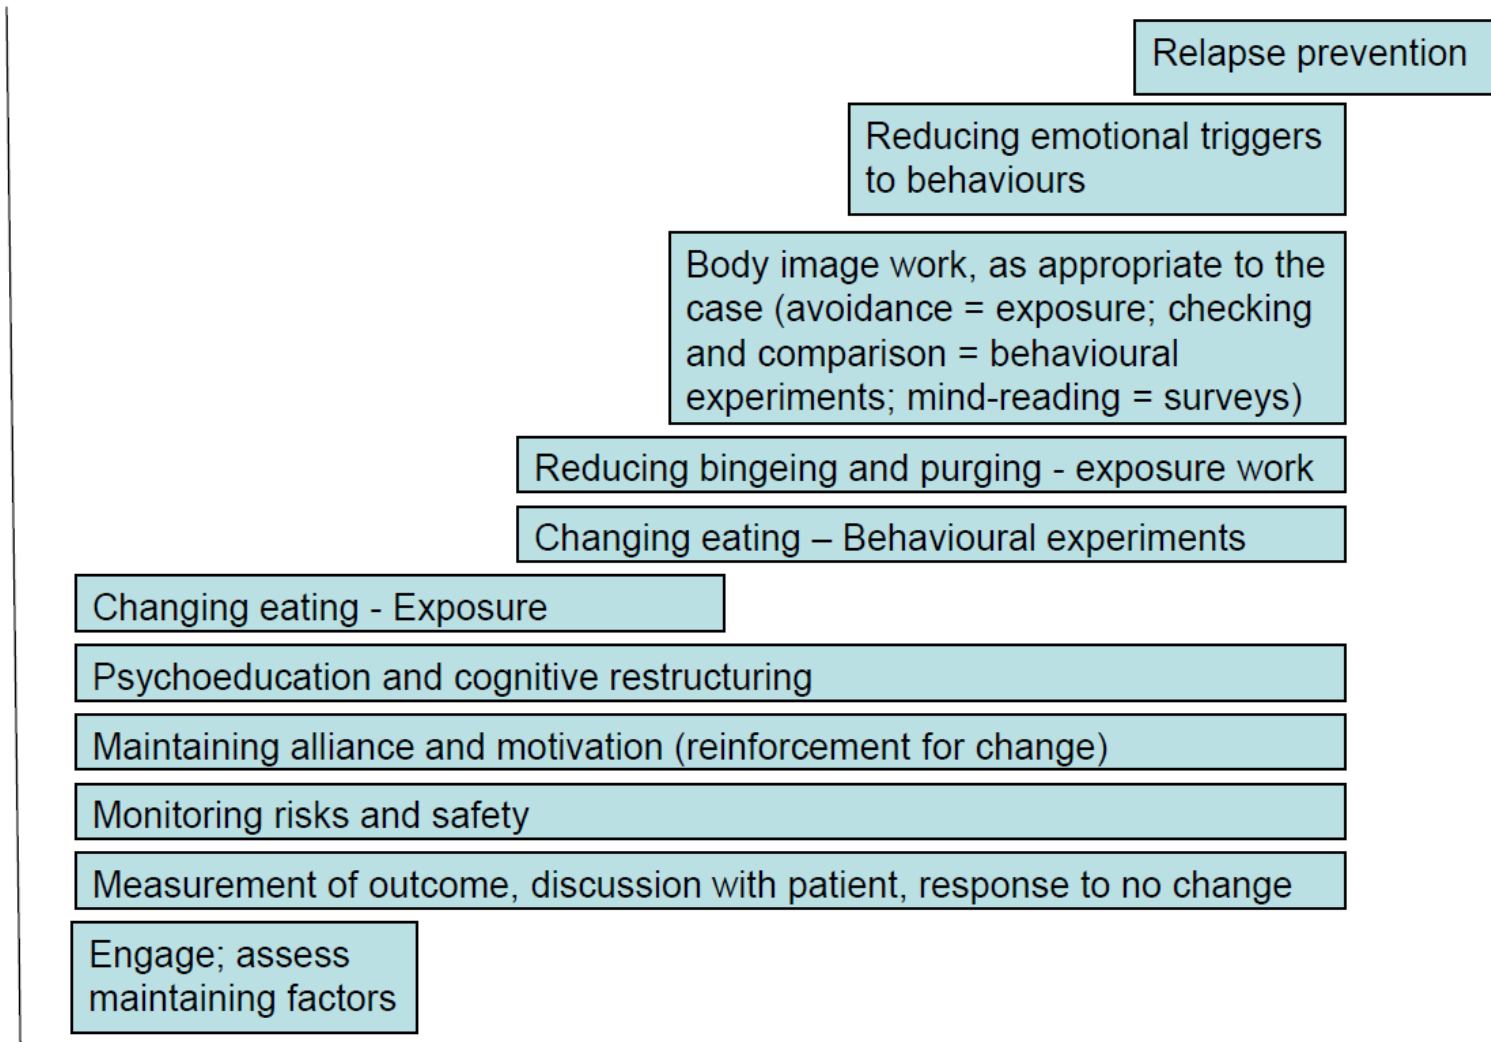 Relapse prevention
Reducing emotional triggers
to behaviours
Body image work, as appropriate to the
case (avoidance = exposure; checking
and comparison = behavioural
experiments; mind-reading = surveys)
Reducing bingeing and purging - exposure work
Changing eating – Behavioural experiments
Changing eating - Exposure
Psychoeducation and cognitive restructuring
Maintaining alliance and motivation (reinforcement for change)
Monitoring risks and safety
Measurement of outcome, discussion with patient, response to no change
Engage; assess
maintaining factors